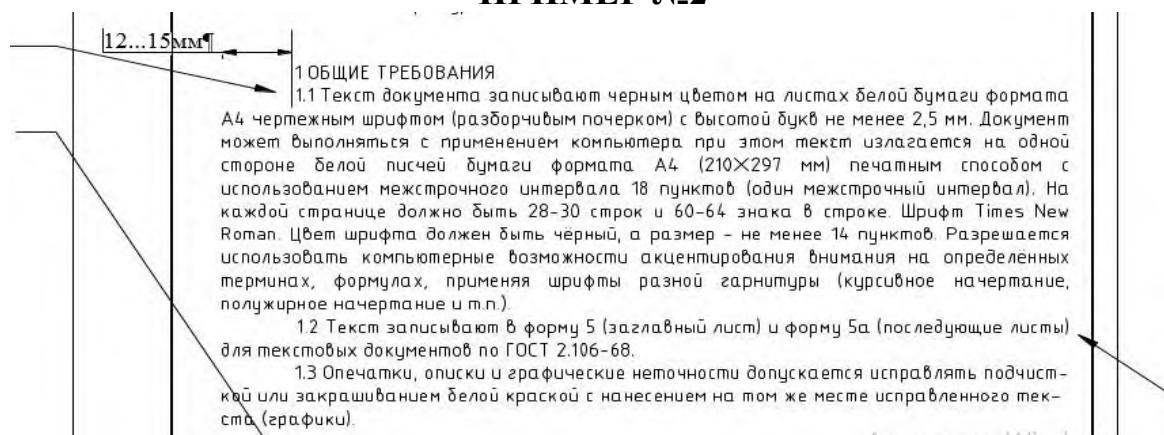 ПРИМЕР №2
12...15мм¶
1 ОБЩИЕ ТРЕБОВАНИЯ
1.1 Текст документа записывают черным цветом на листах белой бумаги формата
А4 чертежным шрифтом (разборчивым почерком) с высотой букв не менее 2,5 мм. Документ
может выполняться с применением компьютера при этом текст излагается на одной
стороне белой писчей бумаги формата А4 (210×297 мм) печатным способом с
использованием межстрочного интервала 18 пунктов (один межстрочный интервал). На
каждой странице должно быть 28-30 строк и 60-64 знака в строке. Шрифт Times New
Roman. Цвет шрифта должен быть чёрный, а размер - не менее 14 пунктов. Разрешается
использовать компьютерные возможности акцентирования внимания на определённых
терминах, формулах, применяя шрифты разной гарнитуры (курсивное начертание,
полужирное начертание и т.п.).
1.2 Текст записывают в форму 5 (заглавный лист) и форму 5а (последующие листы)
для текстовых документов по ГОСТ 2.106-68.
1.3 Опечатки, описки и графические неточности допускается исправлять подчист-
кой или закрашиванием белой краской с нанесением на том же месте исправленного тек-
ста (графики).